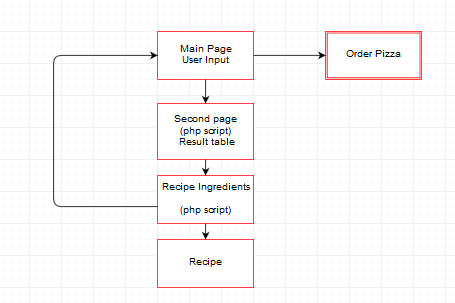 Main Page
User Input
Order Pizza
Second page
(php script)
Result table
Recipe Ingredients
(php script)
Recipe